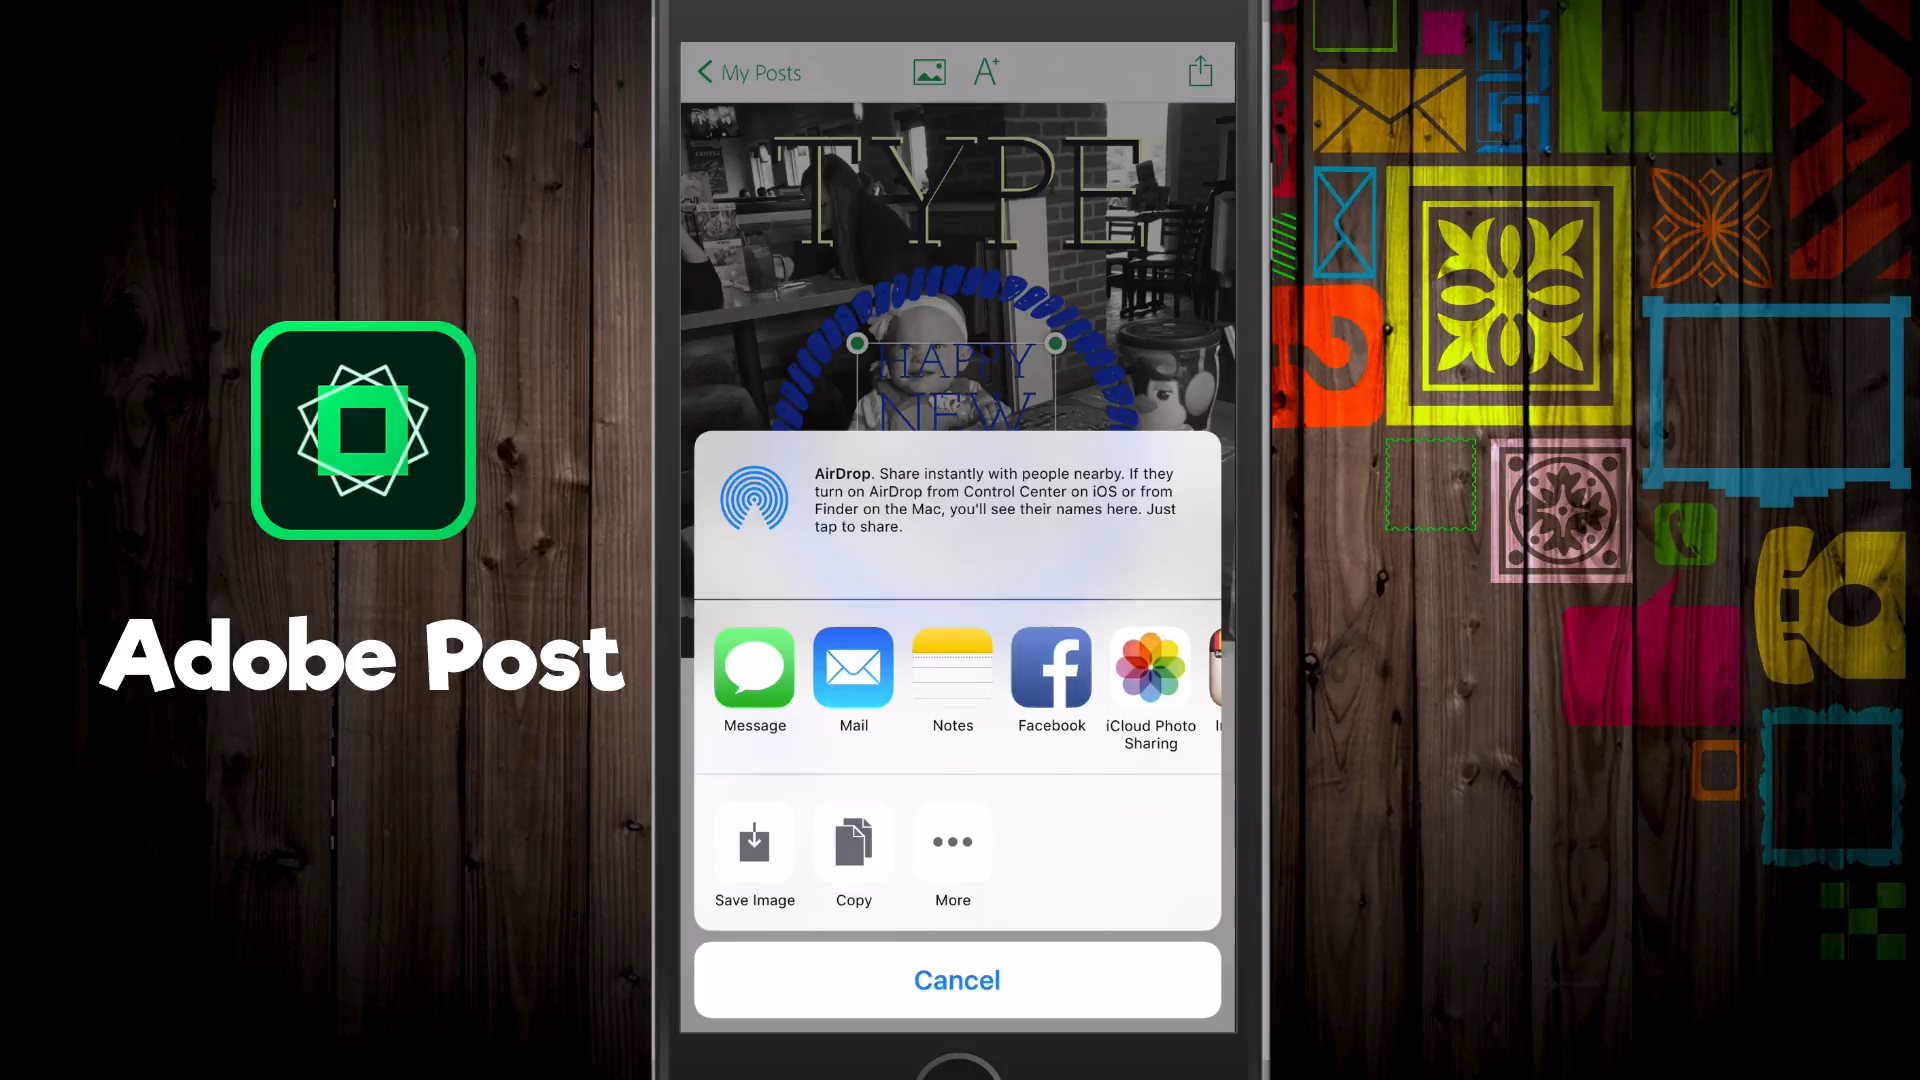 My Posts
A+
TYPE
HAPPY
NEW
AirDrop. Share instantly with people nearby. If they
turn on AirDrop from Control Center on iOS or from
Finder on the Mac, you'll see their names here. Just
tap to share.
Adobe Post
Message
Mail
Notes
Facebook
iCloud Photo
Sharing
Save Image
Copy
More
Cancel